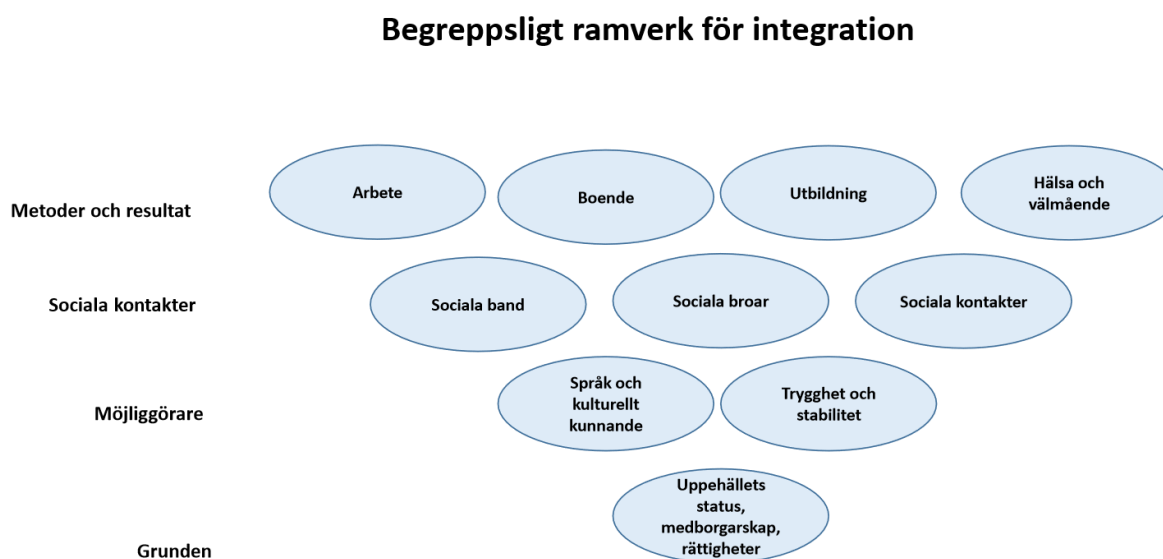 Begreppsligt ramverk för integration
Metoder och resultat
Arbete
Boende
Utbildning
Hälsa och
välmående
Sociala kontakter
Sociala band
Sociala broar
Sociala kontakter
Möjliggörare
Språk och
kulturellt
kunnande
Trygghet och
stabilitet
Grunden
Uppehällets
status,
medborgarskap,
rättigheter